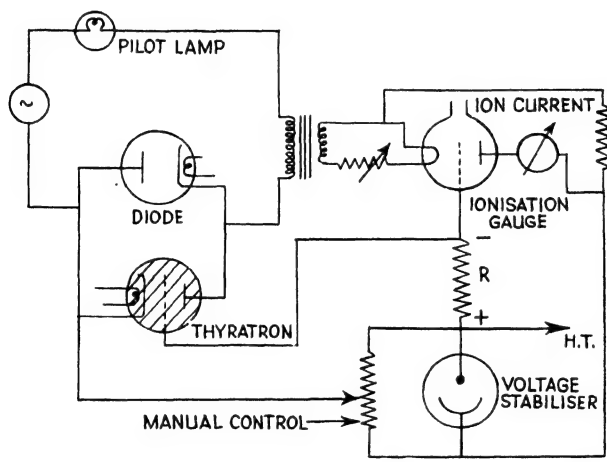 PILOT LAMP
~
ION CURRENT
DIODE
IONISATION
GAUGE
−
R
+
THYRATRON
H.T.
VOLTAGE
STABILISER
MANUAL CONTROL